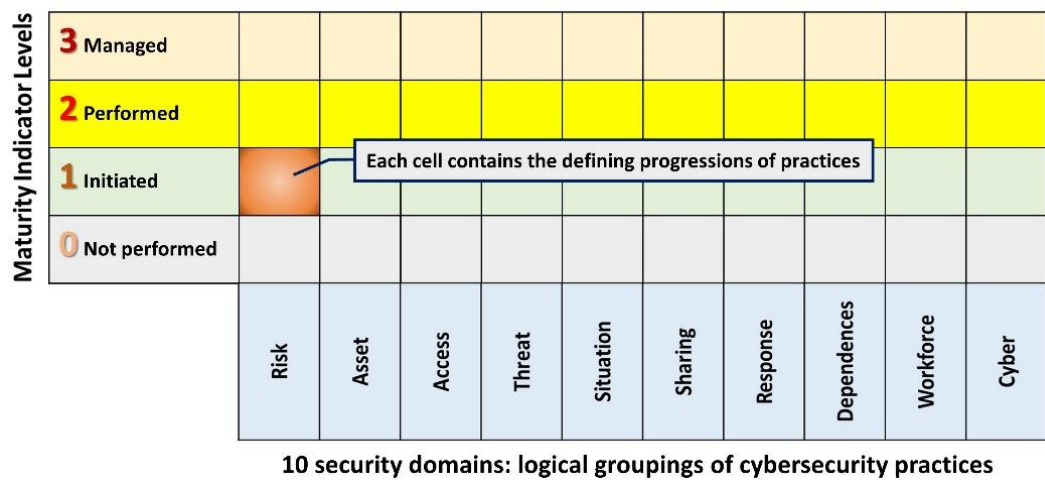 Maturity Indicator Levels
3 Managed
2 Performed
Each cell contains the defining progressions of practices
1 Initiated
0 Not performed
Risk
Asset
Access
Threat
Situation
Sharing
Response
Dependences
Workforce
Cyber
10 security domains: logical groupings of cybersecurity practices